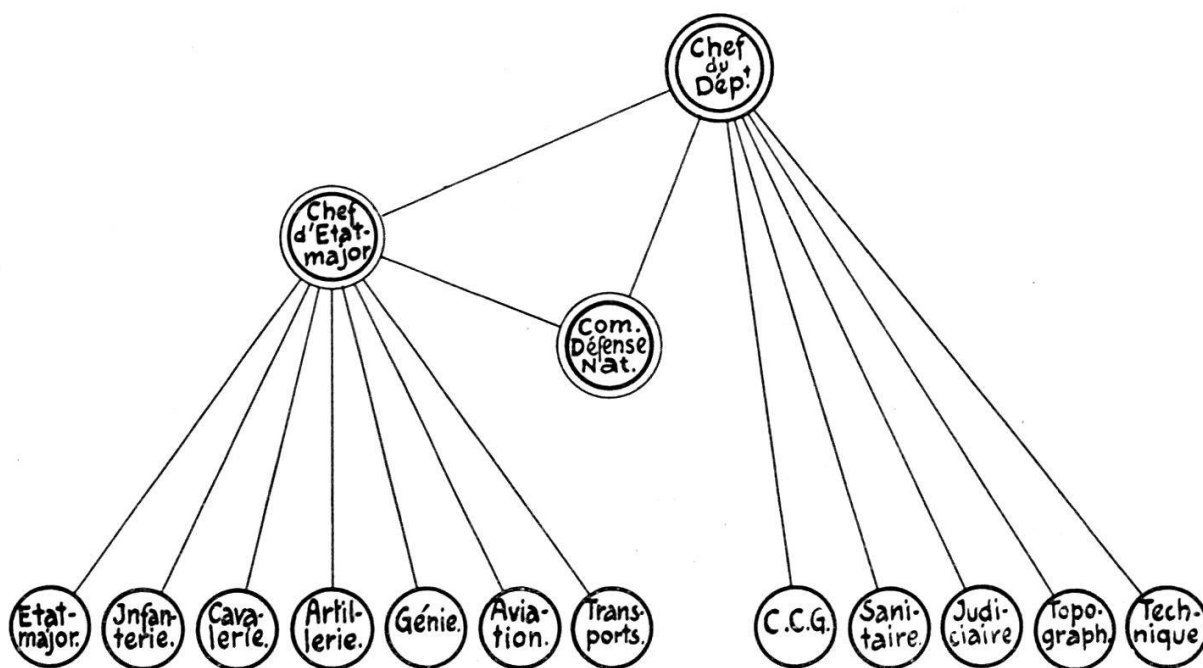 Chef
du
Dép.t
Chef
d'Etat-
major
Com.
Défense
Nat.
Etat-
major.
Infan-
terie.
Cava-
lerie.
Artil-
lerie.
Génie.
Avia-
tion.
Trans-
ports.
C.C.G.
Sani-
taire.
Judi-
ciaire
Topo-
graph.
Tech-
nique